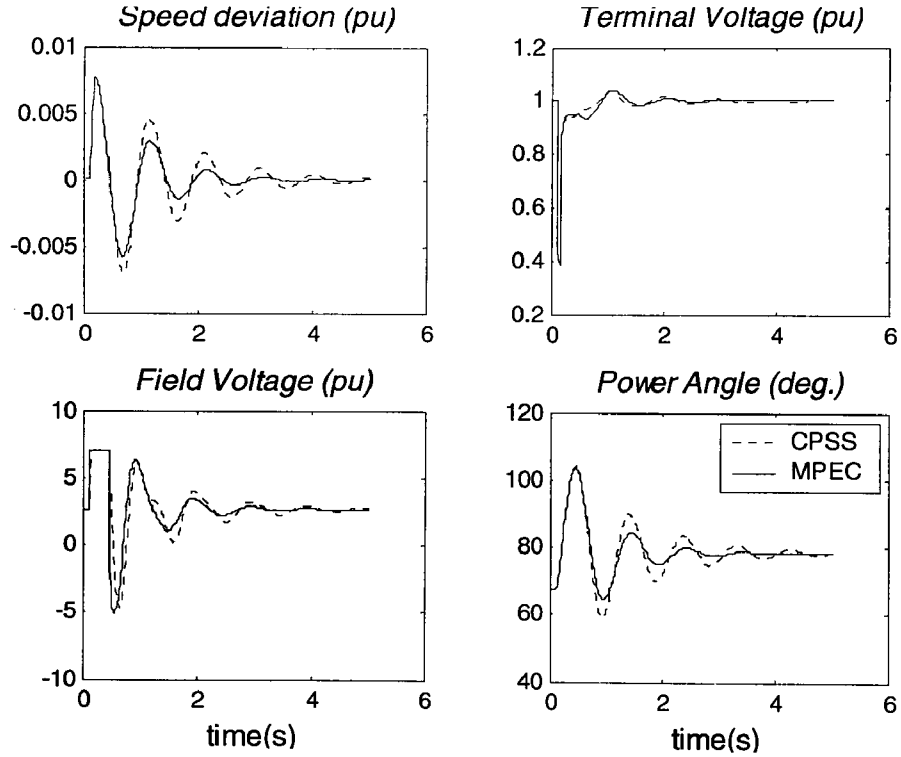 Speed deviation (pu)
0.01
0.005
0
-0.005
-0.01
0 2 4 6
Terminal Voltage (pu)
1.2
1
0.8
0.6
0.4
0.2
0 2 4 6
Field Voltage (pu)
10
5
0
-5
-10
0 2 4 6
time(s)
Power Angle (deg.)
120
100
80
60
40
CPSS
MPEC
0 2 4 6
time(s)